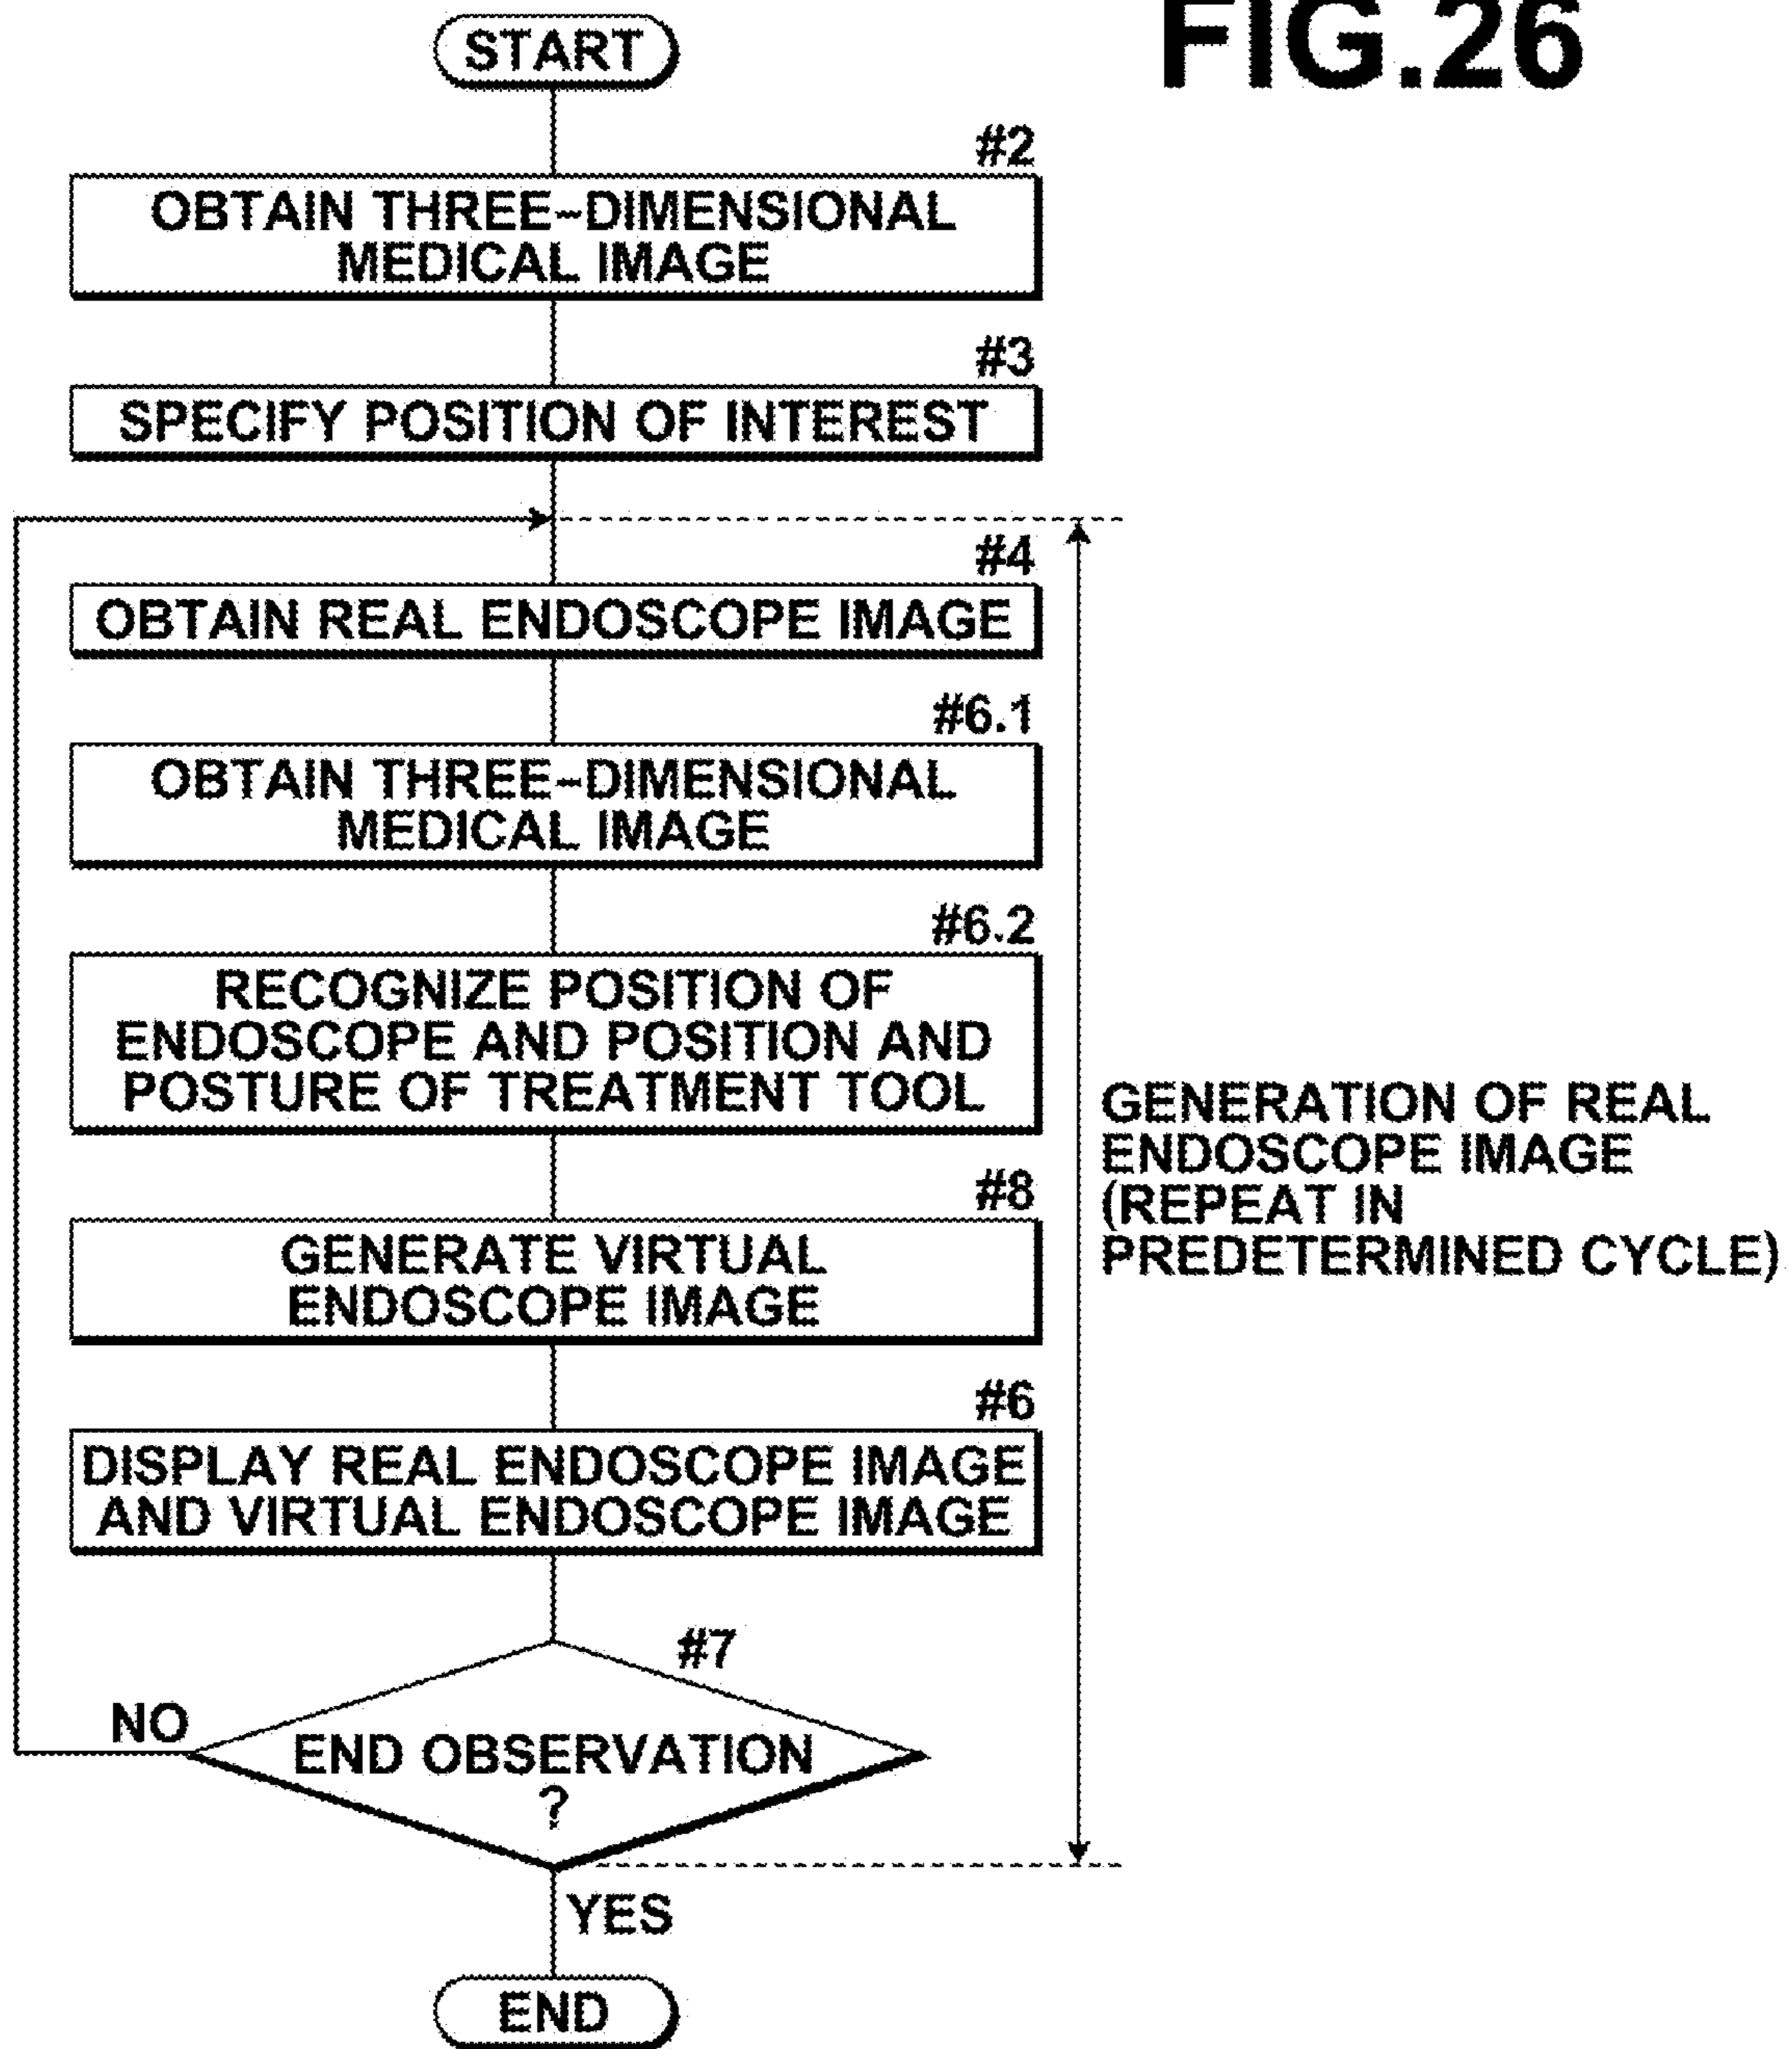 FIG.26
START
#2
OBTAIN THREE-DIMENSIONAL
MEDICAL IMAGE
#3
SPECIFY POSITION OF INTEREST
#4
OBTAIN REAL ENDOSCOPE IMAGE
#6.1
OBTAIN THREE-DIMENSIONAL
MEDICAL IMAGE
#6.2
RECOGNIZE POSITION OF
ENDOSCOPE AND POSITION AND
POSTURE OF TREATMENT TOOL
GENERATION OF REAL
ENDOSCOPE IMAGE
(REPEAT IN
PREDETERMINED CYCLE)
#8
GENERATE VIRTUAL
ENDOSCOPE IMAGE
#6
DISPLAY REAL ENDOSCOPE IMAGE
AND VIRTUAL ENDOSCOPE IMAGE
#7
NO
END OBSERVATION
?
YES
END